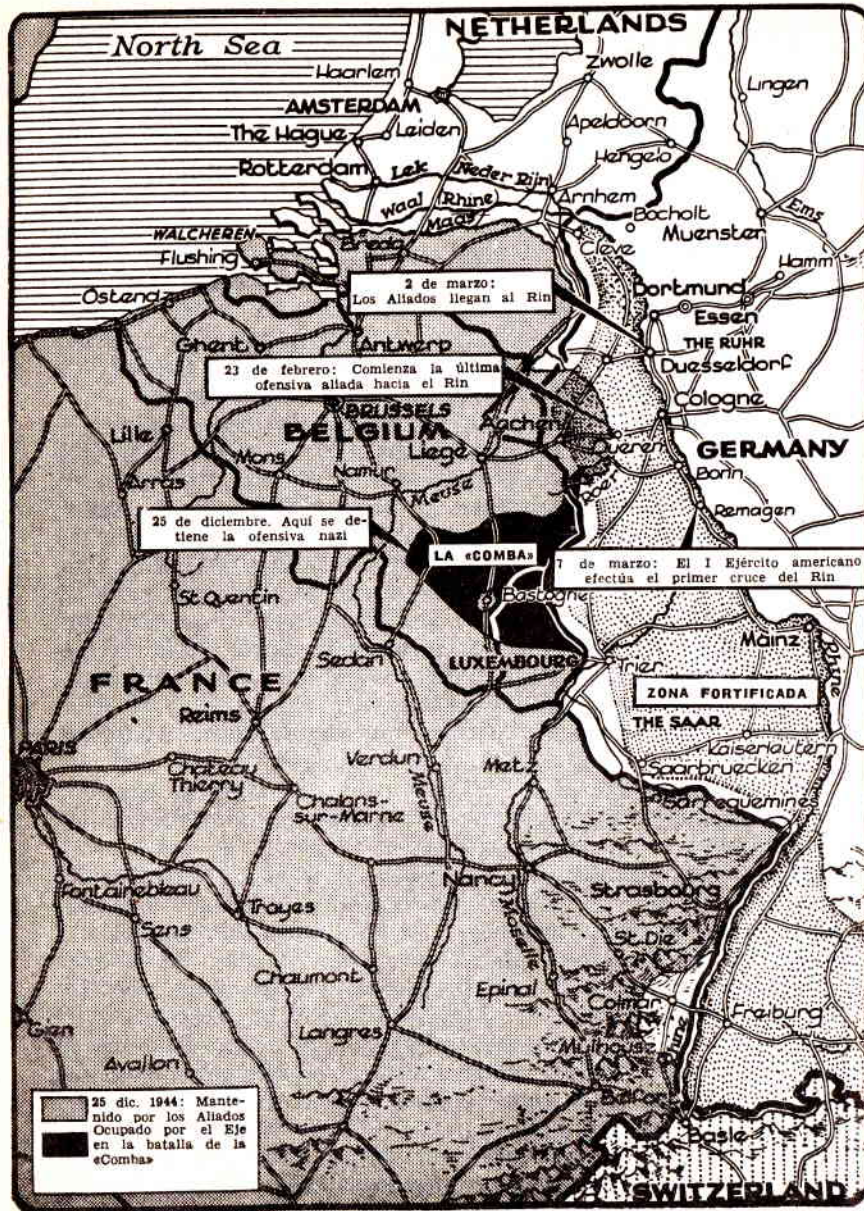 North Sea
NETHERLANDS
Haarlem
Zwolle
Lingen
AMSTERDAM
The Hague
Leiden
Apeldoorn
Hengelo
Rotterdam
Lek
Neder Rijn
Arnhem
Waal (Rhine)
Maas
Bocholt
Ems
WALCHEREN
Breda
Cleve
Muenster
Flushing
Hamm
2 de marzo:
Los Aliados llegan al Rin
Dortmund
Ostend
Essen
Ghent
Antwerp
THE RUHR
Duesseldorf
23 de febrero: Comienza la última
ofensiva aliada hacia el Rin
BRUSSELS
Cologne
BELGIUM
Aachen
Lille
Dueren
GERMANY
Mons
Liege
Namur
Bonn
Arras
Meuse
Roer
Remagen
25 de diciembre. Aquí se de-
tiene la ofensiva nazi
LA «COMBA»
7 de marzo: El I Ejército americano
efectúa el primer cruce del Rin
St. Quentin
Bastogne
Mainz
Rhine
Sedan
LUXEMBOURG
Trier
FRANCE
ZONA FORTIFICADA
Reims
THE SAAR
PARIS
Verdun
Kaiserlautern
Chateau
Thierry
Metz
Saarbruecken
Chalons-
sur-Marne
Meuse
Sarreguemines
Nancy
Strasbourg
Fontainebleau
Troyes
Moselle
Sens
St. Die
Chaumont
Epinal
Colmar
Freiburg
Gien
Langres
Mulhous
Avallon
Belfort
Basle
25 dic. 1944: Mante-
nido por los Aliados
Ocupado por el Eje
en la batalla de la
«Comba»
SWITZERLAND